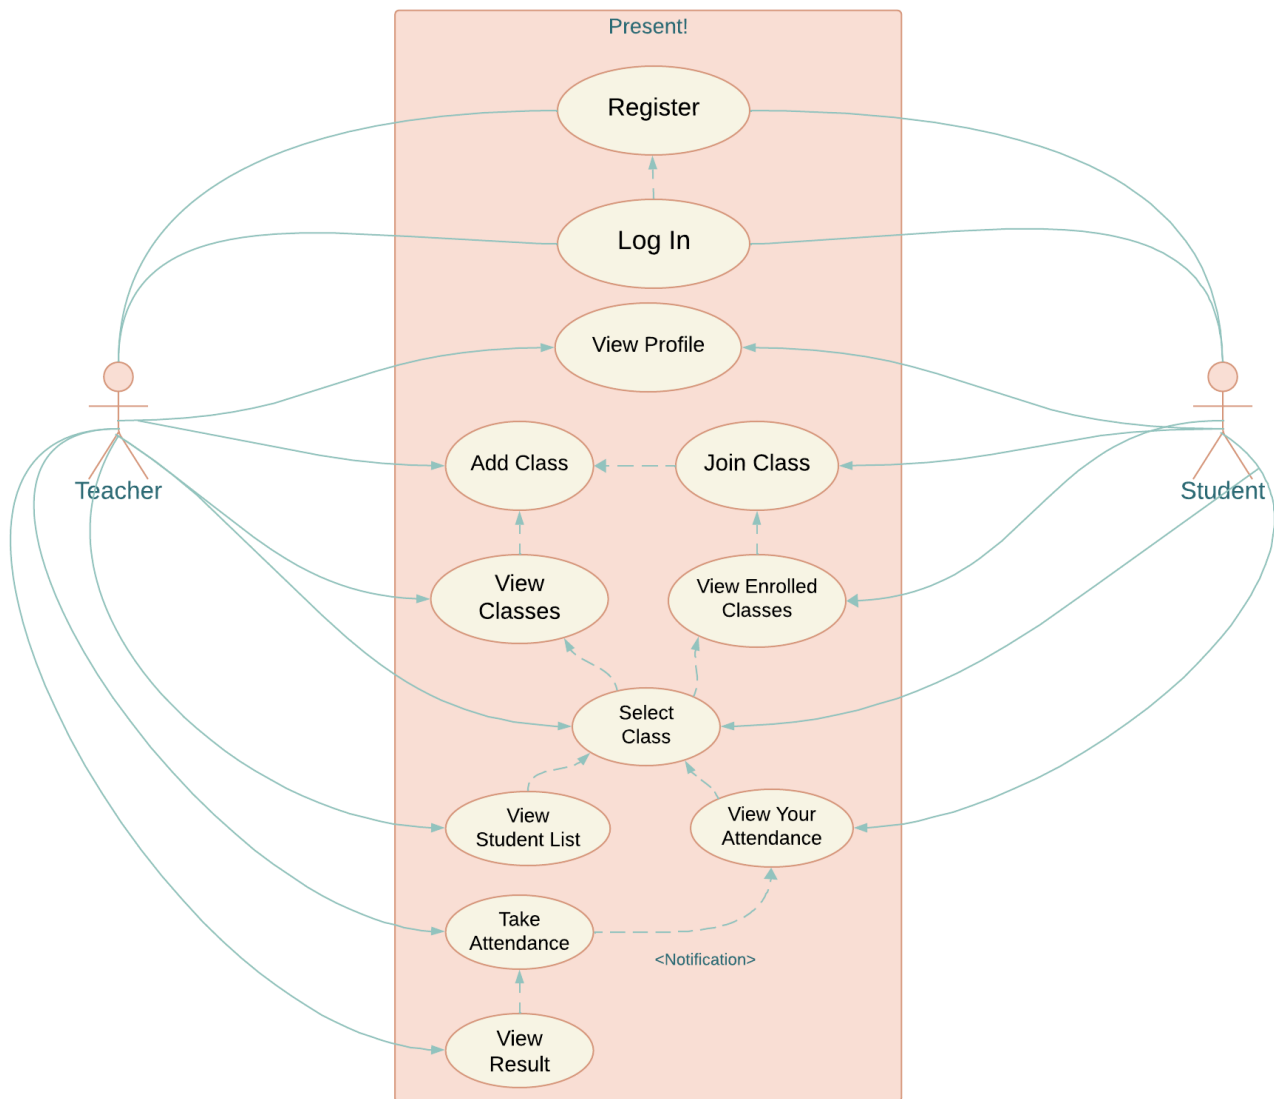 Present!
Register
Log In
View Profile
Add Class
Join Class
Teacher
Student
View
Classes
View Enrolled
Classes
Select
Class
View
Student List
View Your
Attendance
Take
Attendance
<Notification>
View
Result